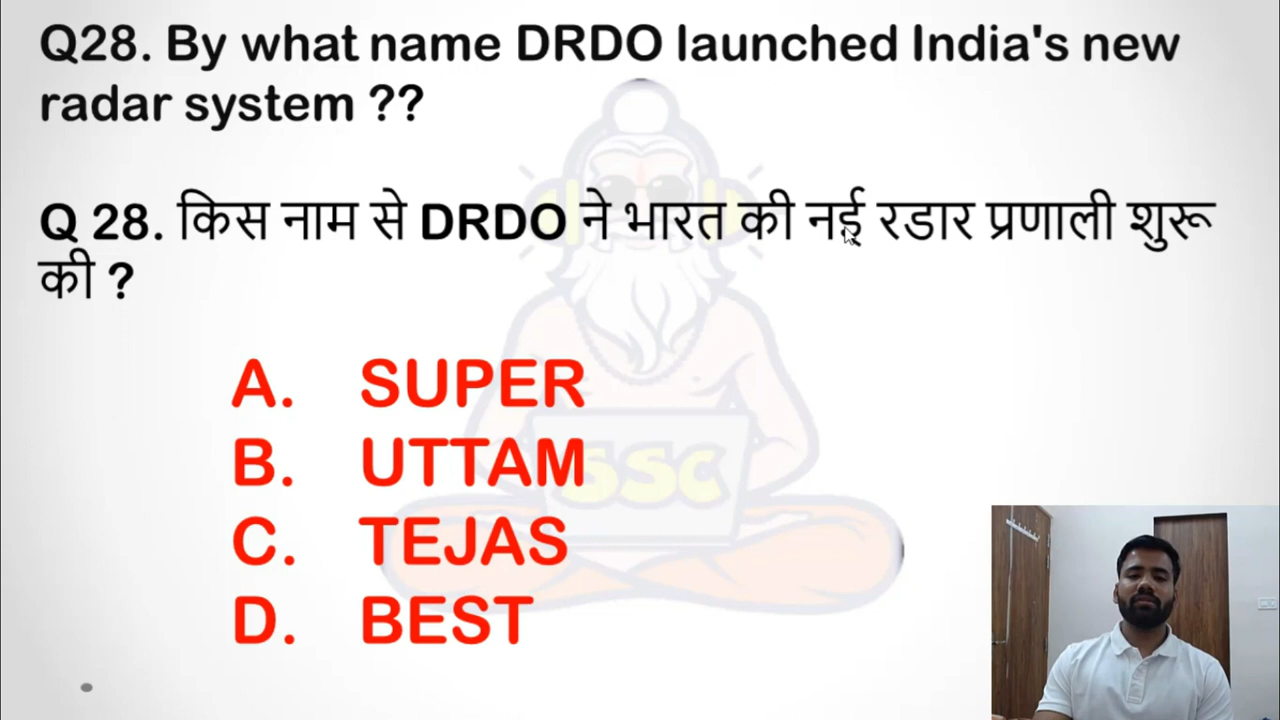 Q28. By what name DRDO launched India's new
radar system ??
Q 28. किस नाम से DRDO ने भारत की नई रडार प्रणाली शुरू
की ?
A. SUPER
B. UTTAM
C. TEJAS
D. BEST
SSC